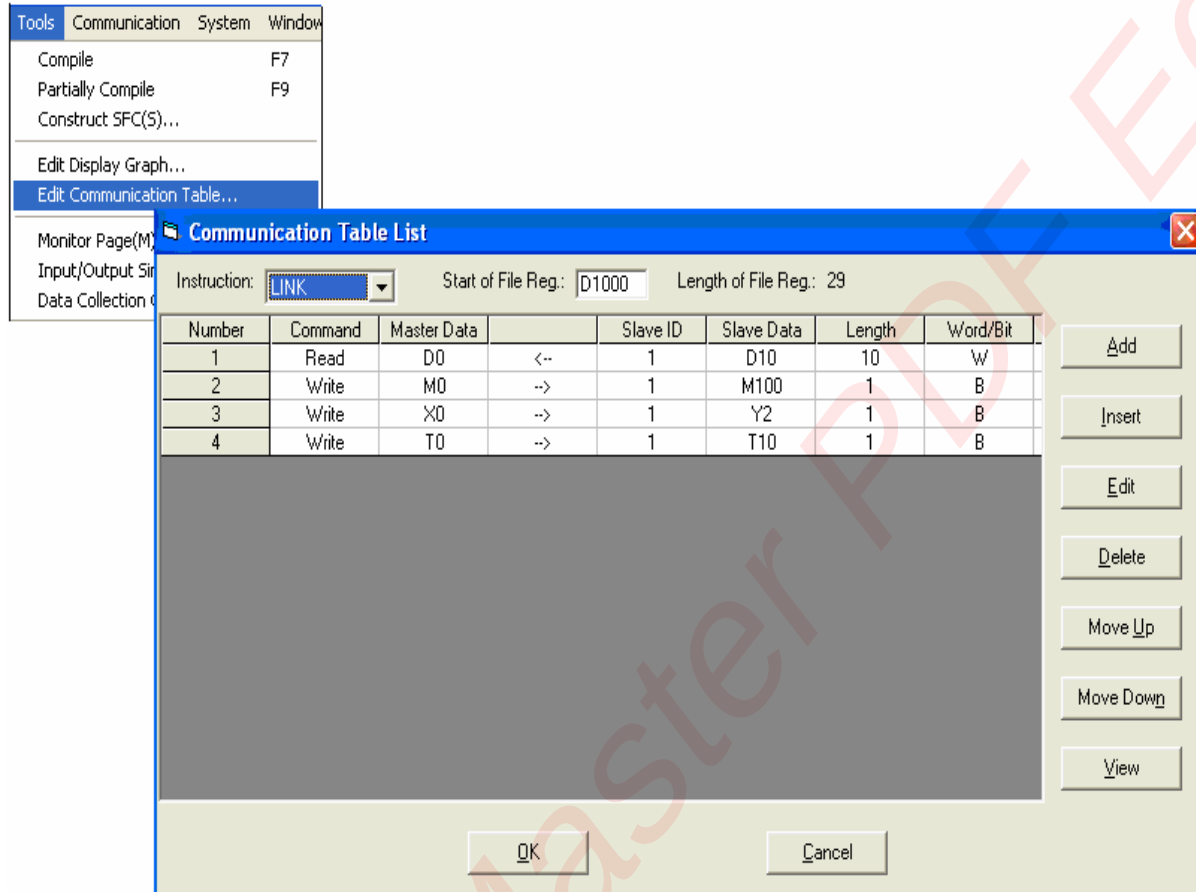 Tools Communication System Window
Compile F7
Partially Compile F9
Construct SFC(S)...
Edit Display Graph...
Edit Communication Table...
Monitor Page(M)
Input/Output
Data Collection
Communication Table List
Instruction: LINK Start of File Reg.: D1000 Length of File Reg.: 29
Number Command Master Data Slave ID Slave Data Length Word/Bit
1 Read D0 <-- 1 D10 10 W
2 Write M0 --> 1 M100 1 B
3 Write X0 --> 1 Y2 1 B
4 Write T0 --> 1 T10 1 B
Add
Insert
Edit
Delete
Move Up
Move Down
View
OK Cancel
Master PDF